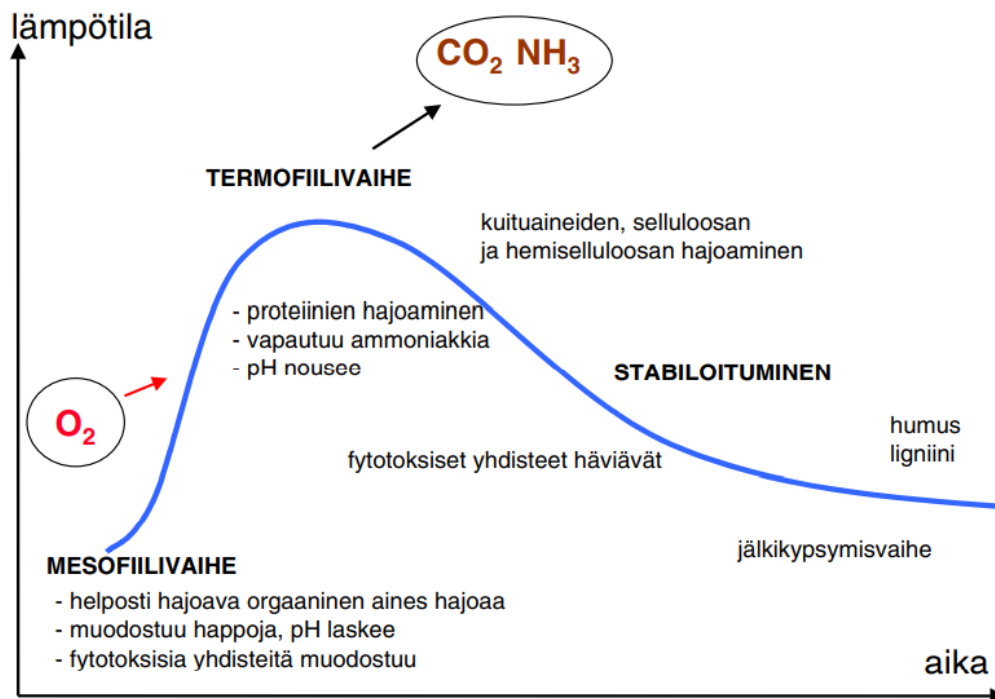 lämpötila
CO₂ NH₃
TERMOFIILIVAIHE
kuituaineiden, selluloosan
ja hemiselluloosan hajoaminen
- proteiinien hajoaminen
- vapautuu ammoniakkia
- pH nousee
STABILOITUMINEN
O₂
humus
ligniini
fytotoksiset yhdisteet häviävät
jälkikypsymisvaihe
MESOFIILIVAIHE
- helposti hajoava orgaaninen aines hajoaa
- muodostuu happoja, pH laskee
- fytotoksisia yhdisteitä muodostuu
aika